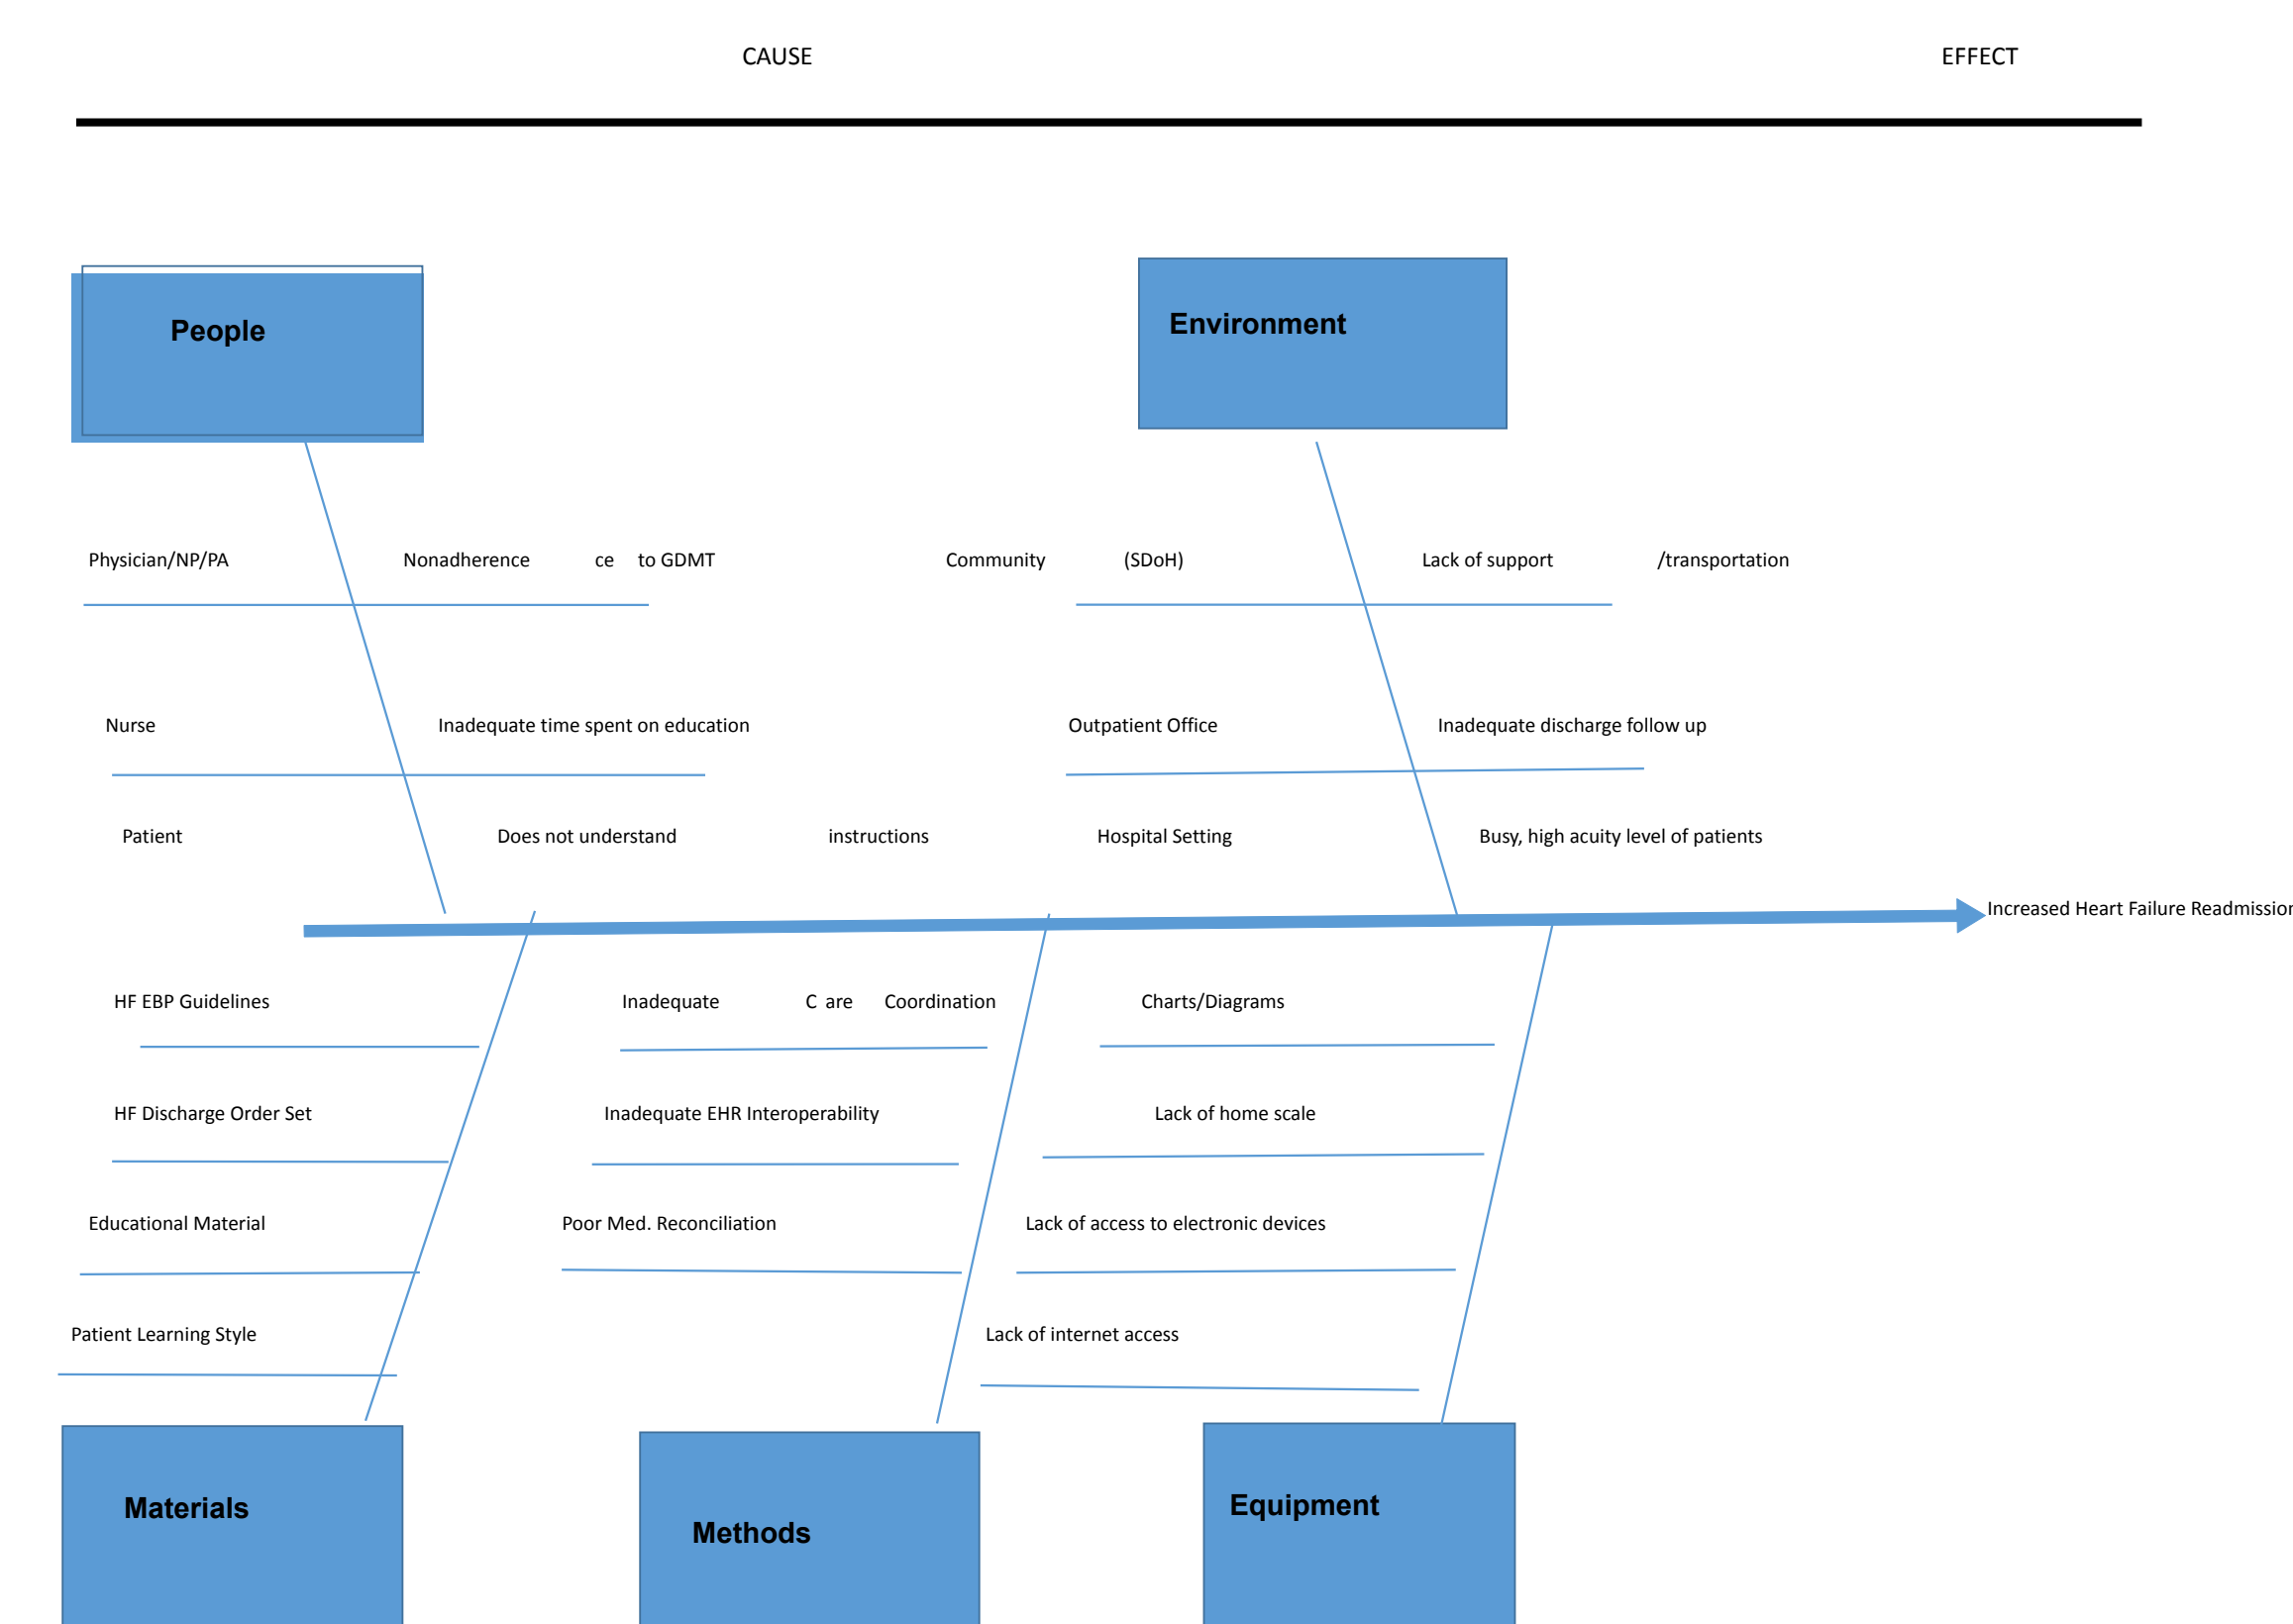 CAUSE EFFECT
People
Environment
Physician/NP/PA Nonadherence ce to GDMT Community (SDoH) Lack of support /transportation
Nurse Inadequate time spent on education Outpatient Office Inadequate discharge follow up
Patient Does not understand instructions Hospital Setting Busy, high acuity level of patients
Increased Heart Failure Readmission
HF EBP Guidelines Inadequate C are Coordination Charts/Diagrams
HF Discharge Order Set Inadequate EHR Interoperability Lack of home scale
Educational Material Poor Med. Reconciliation Lack of access to electronic devices
Patient Learning Style Lack of internet access
Materials
Methods
Equipment